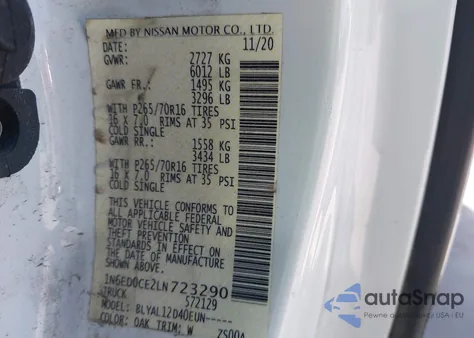 MFD BY NISSAN MOTOR CO., LTD.
DATE: 11/20
GVWR: 2727 KG
6012 LB
GAWR FR.: 1495 KG
3296 LB
WITH P265/70R16 TIRES
16 X 7.0 RIMS AT 35 PSI
COLD SINGLE
GAWR RR.: 1558 KG
3434 LB
WITH P265/70R16 TIRES
16 X 7.0 RIMS AT 35 PSI
COLD SINGLE
THIS VEHICLE CONFORMS TO
ALL APPLICABLE FEDERAL
MOTOR VEHICLE SAFETY
STANDARDS IN EFFECT ON
THE DATE OF MANUFACTURE
SHOWN ABOVE.
1N6ED0CE2LN723290
TRUCK 572129
MODEL:
BLYAL12D40EUN-----
COLOR: TRIM: W
OAK ZS00A
autoSnap
Powered by AutoAuctions.io